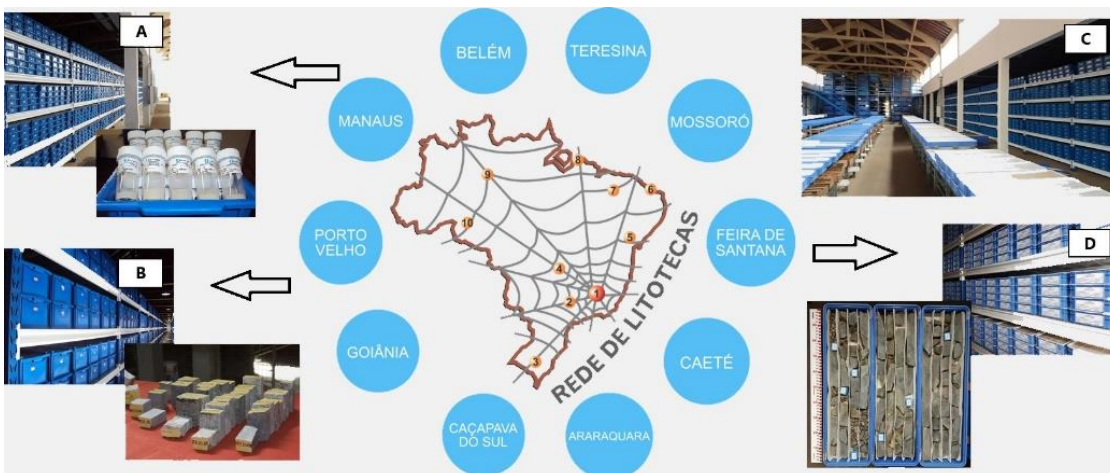 A
BELÉM
TERESINA
C
MANAUS
MOSSORÓ
9
8
7
6
10
5
PORTO
VELHO
FEIRA DE
SANTANA
B
D
4
2
1
3
REDE DE LITOTECAS
GOIÂNIA
CAETÉ
CAÇAPAVA
DO SUL
ARARAQUARA